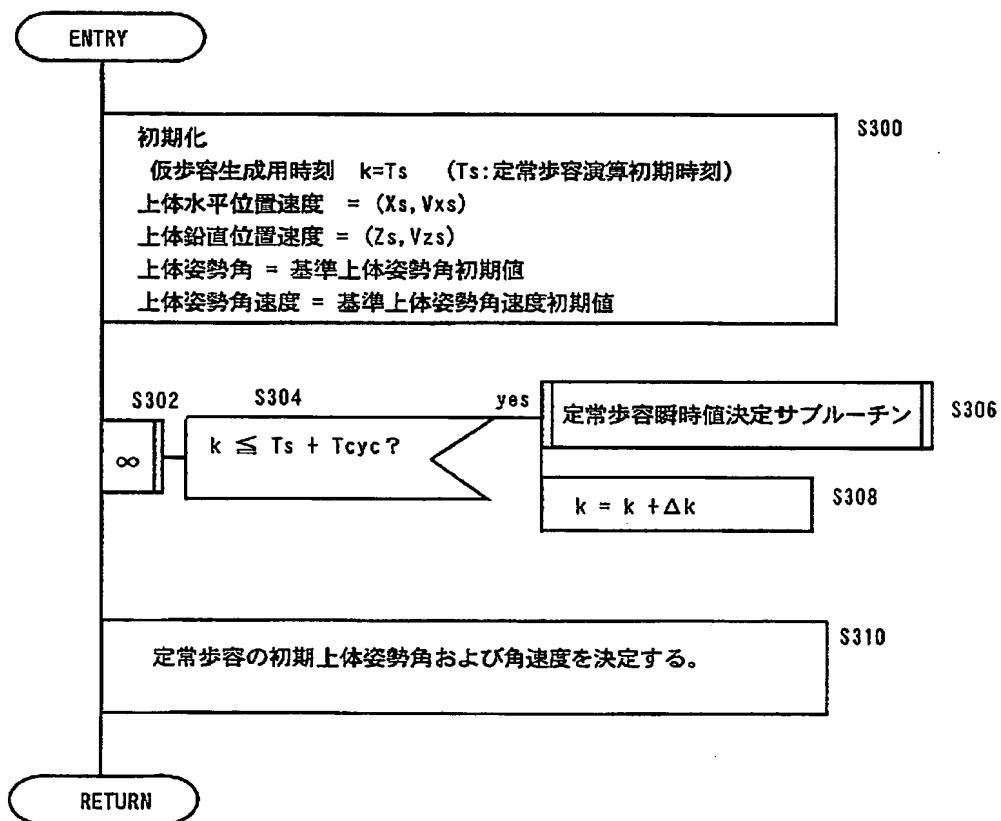 ENTRY
S300
初期化
仮歩容生成用時刻 k=Ts (Ts:定常歩容演算初期時刻)
上体水平位置速度 = (Xs,Vxs)
上体鉛直位置速度 = (Zs,Vzs)
上体姿勢角 = 基準上体姿勢角初期値
上体姿勢角速度 = 基準上体姿勢角速度初期値
S302
∞
S304
k ≦ Ts + Tcyc?
yes
定常歩容瞬時値決定サブルーチン
S306
k = k +Δk
S308
S310
定常歩容の初期上体姿勢角および角速度を決定する。
RETURN